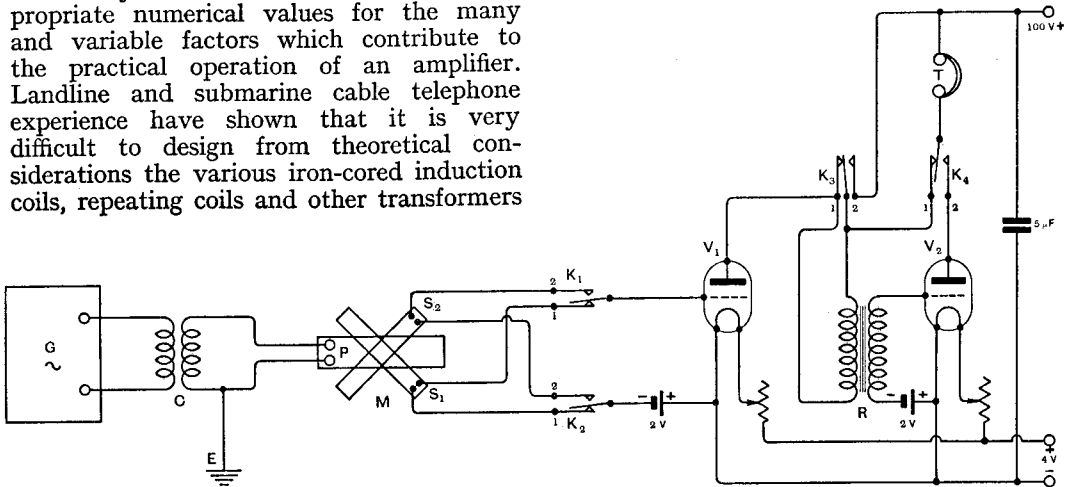 propriate numerical values for the many
and variable factors which contribute to
the practical operation of an amplifier.
Landline and submarine cable telephone
experience have shown that it is very
difficult to design from theoretical con-
siderations the various iron-cored induction
coils, repeating coils and other transformers
100 V+
T
K3
K4
1 2
1 2
5 μF
V1
V2
2 K1
1
S2
G
~
P
C
M
S1
2
1 K2
- +
2 V
R
- +
2 V
E
+
4 V
-